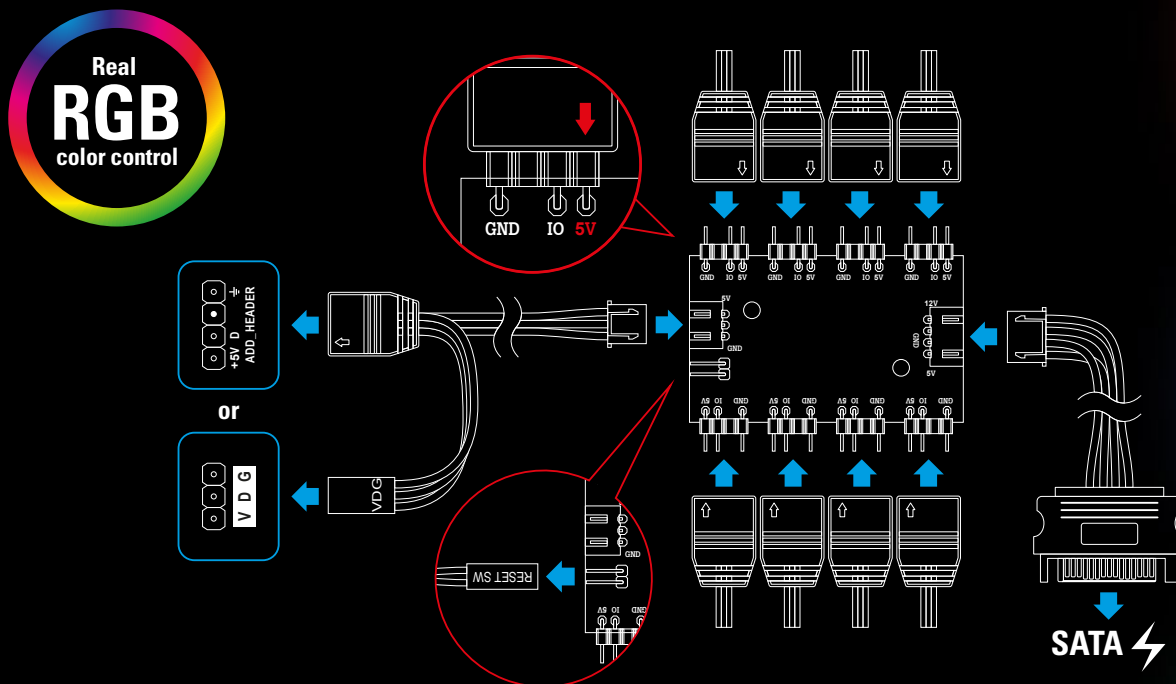 Real
RGB
color control
GND IO 5V
GND IO 5V
GND IO 5V
GND IO 5V
GND IO 5V
5V
GND
12V
GND
5V
+5V D ⏚
ADD_HEADER
or
V D G
VDG
5V IO GND
5V IO GND
5V IO GND
5V IO GND
RESET SW
GND
5V IO GND
SATA